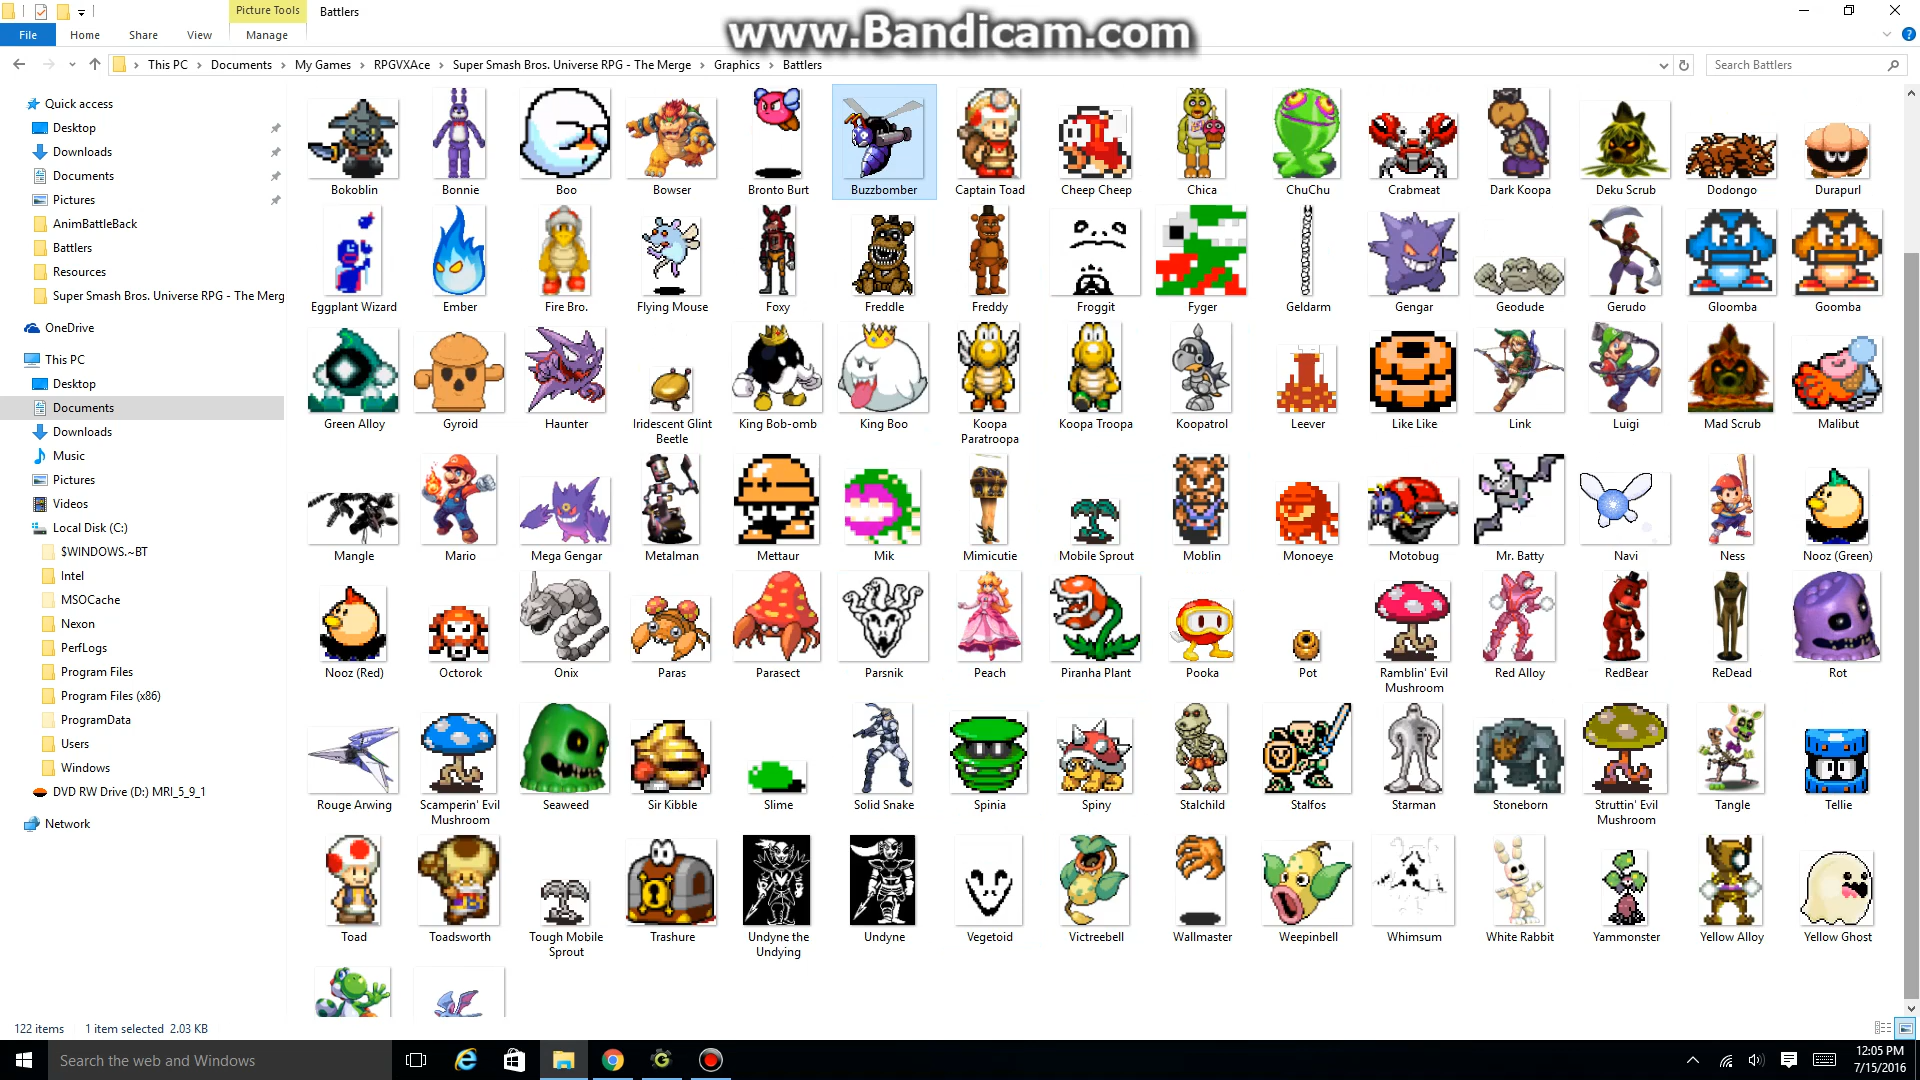 Picture Tools
Battlers
www.Bandicam.com
File
Home
Share
View
Manage
This PC
Documents
My Games
RPGVXAce
Super Smash Bros. Universe RPG - The Merge
Graphics
Battlers
Search Battlers
Quick access
Desktop
Downloads
Documents
Pictures
AnimBattleBack
Battlers
Resources
Super Smash Bros. Universe RPG - The Merg
OneDrive
This PC
Desktop
Documents
Downloads
Music
Pictures
Videos
Local Disk (C:)
$WINDOWS.~BT
Intel
MSOCache
Nexon
PerfLogs
Program Files
Program Files (x86)
ProgramData
Users
Windows
DVD RW Drive (D:) MRI_5_9_1
Network
Bokoblin
Bonnie
Boo
Bowser
Bronto Burt
Buzzbomber
Captain Toad
Cheep Cheep
Chica
ChuChu
Crabmeat
Dark Koopa
Deku Scrub
Dodongo
Durapurl
Eggplant Wizard
Ember
Fire Bro.
Flying Mouse
Foxy
Freddle
Freddy
Froggit
Fyger
Geldarm
Gengar
Geodude
Gerudo
Gloomba
Goomba
Green Alloy
Gyroid
Haunter
Iridescent Glint
Beetle
King Bob-omb
King Boo
Koopa
Paratroopa
Koopa Troopa
Koopatrol
Leever
Like Like
Link
Luigi
Mad Scrub
Malibut
Mangle
Mario
Mega Gengar
Metalman
Mettaur
Mik
Mimicutie
Mobile Sprout
Moblin
Monoeye
Motobug
Mr. Batty
Navi
Ness
Nooz (Green)
Nooz (Red)
Octorok
Onix
Paras
Parasect
Parsnik
Peach
Piranha Plant
Pooka
Pot
Ramblin' Evil
Mushroom
Red Alloy
RedBear
ReDead
Rot
Rouge Arwing
Scamperin' Evil
Mushroom
Seaweed
Sir Kibble
Slime
Solid Snake
Spinia
Spiny
Stalchild
Stalfos
Starman
Stoneborn
Struttin' Evil
Mushroom
Tangle
Tellie
Toad
Toadsworth
Tough Mobile
Sprout
Trashure
Undyne the
Undying
Undyne
Vegetoid
Victreebell
Wallmaster
Weepinbell
Whimsum
White Rabbit
Yammonster
Yellow Alloy
Yellow Ghost
122 items
1 item selected 2.03 KB
Search the web and Windows
12:05 PM
7/15/2016